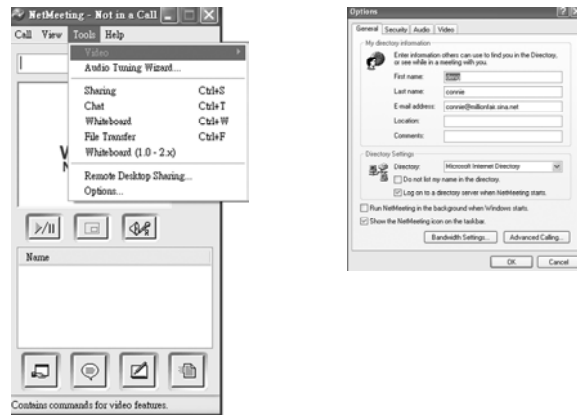 NetMeeting - Not in a Call
Call View Tools Help
Video
Audio Tuning Wizard...
Sharing Ctrl+S
Chat Ctrl+T
Whiteboard Ctrl+W
File Transfer Ctrl+F
Whiteboard (1.0 - 2.x)
Remote Desktop Sharing...
Options...
Name
Contains commands for video features.
Options
General Security Audio Video
My directory information
Enter information others can use to find you in the Directory,
or see while in a meeting with you.
First name:
Last name: connie
E-mail address: connie@millionfair.sina.net
Location:
Comments:
Directory Settings
Directory: Microsoft Internet Directory
Do not list my name in the directory.
Log on to a directory server when NetMeeting starts.
Run NetMeeting in the background when Windows starts.
Show the NetMeeting icon on the taskbar.
Bandwidth Settings... Advanced Calling...
OK Cancel